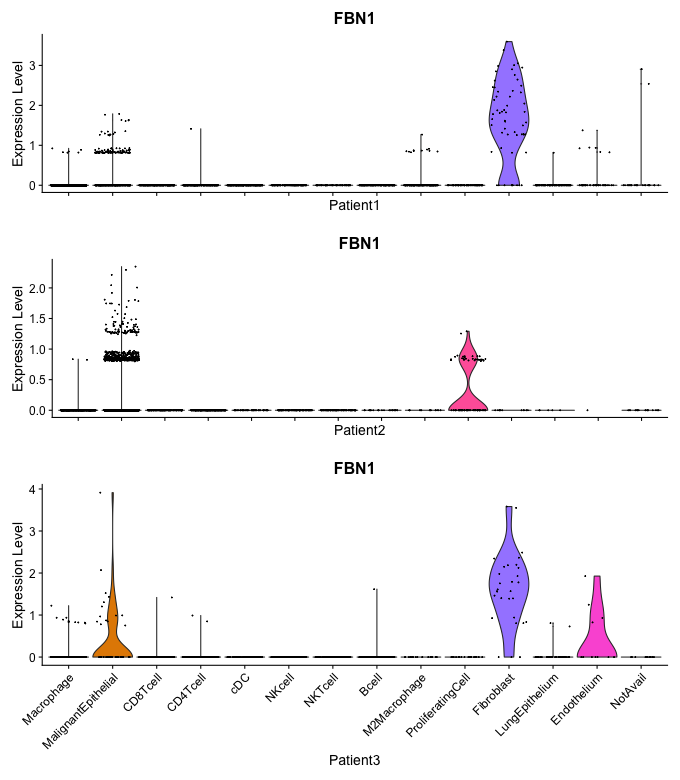 FBN1
Expression Level
3
2
1
0
Patient1
FBN1
Expression Level
2.0
1.5
1.0
0.5
0.0
Patient2
FBN1
Expression Level
4
3
2
1
0
Macrophage
MalignantEpithelial
CD8Tcell
CD4Tcell
cDC
NKcell
NKTcell
Bcell
M2Macrophage
ProliferatingCell
Fibroblast
LungEpithelium
Endothelium
NotAvail
Patient3